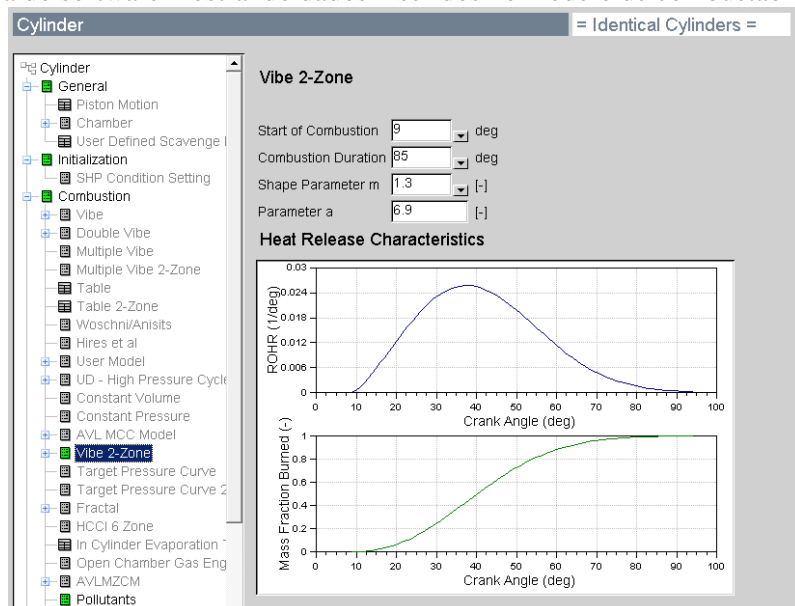 Cylinder
= Identical Cylinders =
Cylinder
General
Piston Motion
Chamber
User Defined Scavenge
Initialization
SHP Condition Setting
Combustion
Vibe
Double Vibe
Multiple Vibe
Multiple Vibe 2-Zone
Table
Table 2-Zone
Woschni/Anisits
Hires et al
User Model
UD - High Pressure Cycle
Constant Volume
Constant Pressure
AVL MCC Model
Vibe 2-Zone
Target Pressure Curve
Target Pressure Curve 2
Fractal
HCCI 6 Zone
In Cylinder Evaporation
Open Chamber Gas Eng
AVLMZCM
Pollutants
Vibe 2-Zone
Start of Combustion 9 deg
Combustion Duration 85 deg
Shape Parameter m 1.3 [-]
Parameter a 6.9 [-]
Heat Release Characteristics
ROHR (1/deg)
0.03
0.024
0.018
0.012
0.006
0
0 10 20 30 40 50 60 70 80 90 100
Crank Angle (deg)
Mass Fraction Burned (-)
1
0.8
0.6
0.4
0.2
0
0 10 20 30 40 50 60 70 80 90 100
Crank Angle (deg)